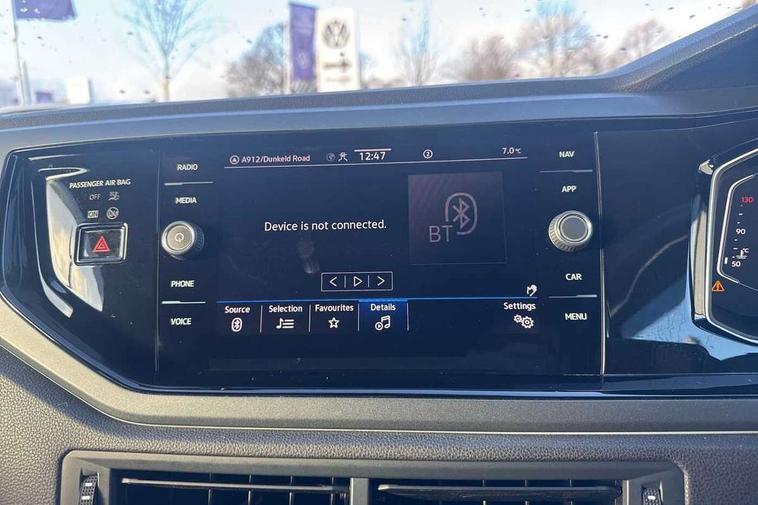 RADIO
A912/Dunkeld Road
12:47
2
7.0°C
NAV
PASSENGER AIR BAG
OFF
ON
MEDIA
APP
Device is not connected.
BT
PHONE
CAR
VOICE
Source
Selection
Favourites
Details
Settings
MENU
130
90
°C
50